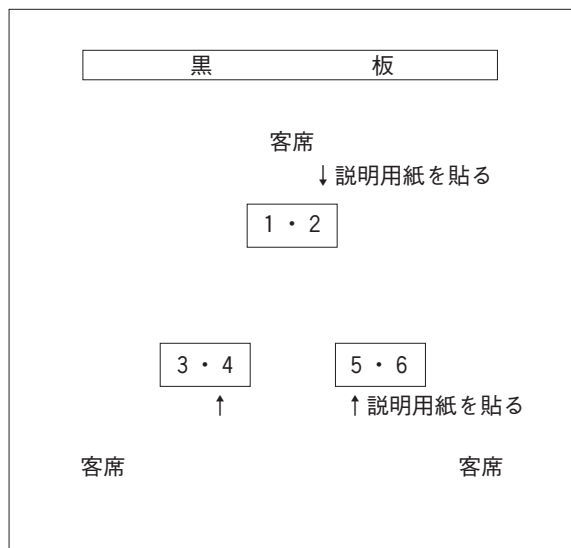 黒 板
客席
↓説明用紙を貼る
1・2
3・4 5・6
↑ ↑説明用紙を貼る
客席 客席